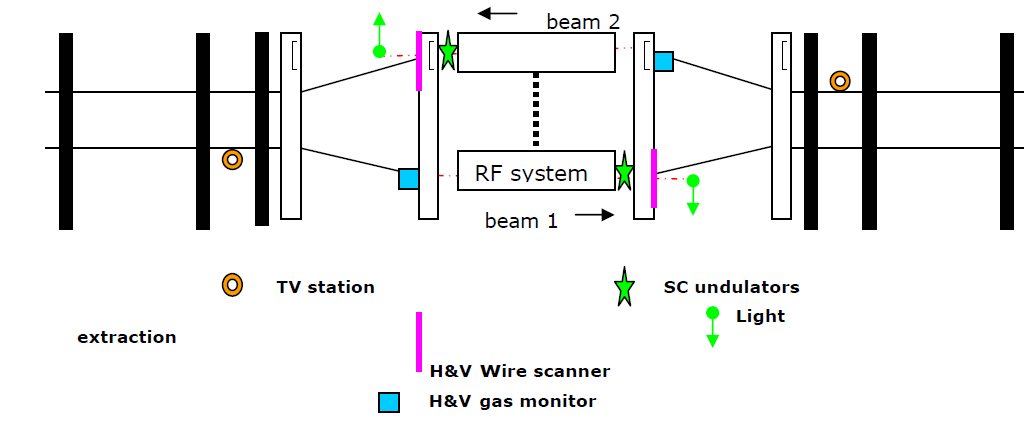 beam 2
RF system
beam 1
TV station
SC undulators
Light
extraction
H&V Wire scanner
H&V gas monitor